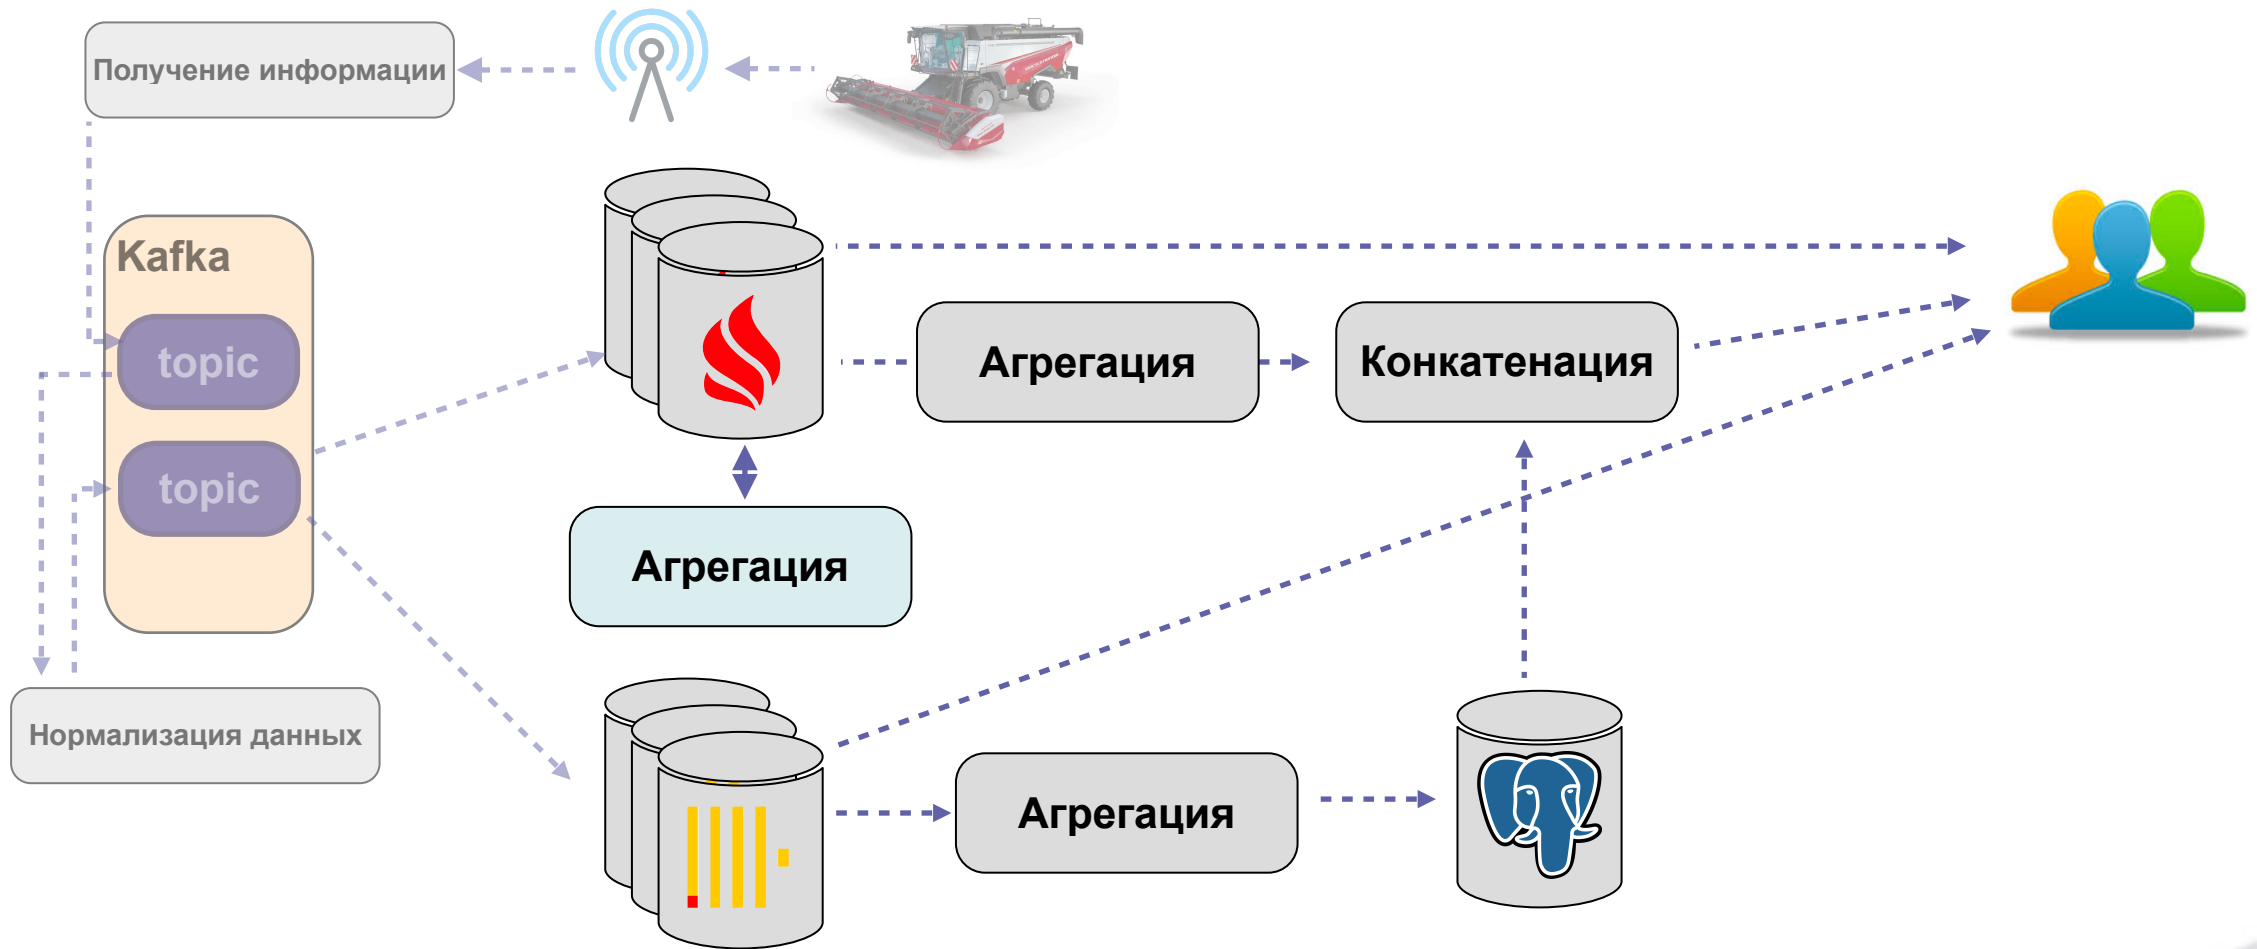 Получение информации
Kafka
topic
topic
Нормализация данных
Агрегация
Конкатенация
Агрегация
Агрегация